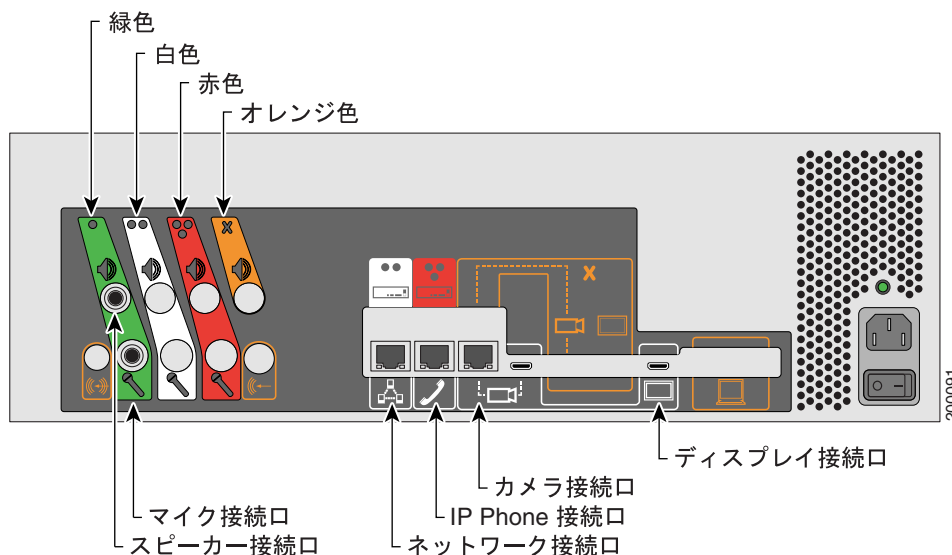 緑色
白色
赤色
オレンジ色
X
X
ディスプレイ接続口
カメラ接続口
IP Phone 接続口
ネットワーク接続口
マイク接続口
スピーカー接続口